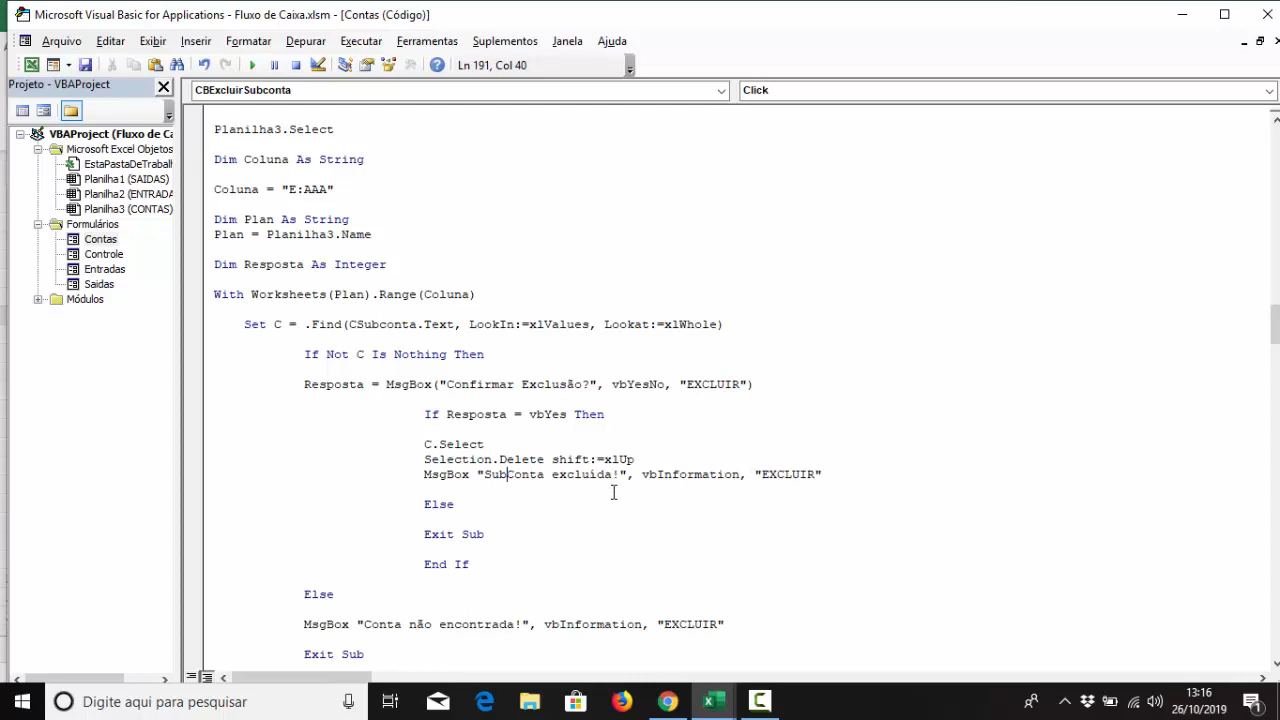 Microsoft Visual Basic for Applications - Fluxo de Caixa.xlsm - [Contas (Código)]
Arquivo Editar Exibir Inserir Formatar Depurar Executar Ferramentas Suplementos Janela Ajuda
Ln 191, Col 40
Projeto - VBAProject
CBExcluirSubconta
Click
VBAProject (Fluxo de Ca
Microsoft Excel Objetos
EstaPastaDeTrabal
Planilha1 (SAIDAS)
Planilha2 (ENTRADA
Planilha3 (CONTAS)
Formulários
Contas
Controle
Entradas
Saidas
Módulos
Planilha3.Select
Dim Coluna As String
Coluna = "E:AAA"
Dim Plan As String
Plan = Planilha3.Name
Dim Resposta As Integer
With Worksheets(Plan).Range(Coluna)
Set C = .Find(CSubconta.Text, LookIn:=xlValues, Lookat:=xlWhole)
If Not C Is Nothing Then
Resposta = MsgBox("Confirmar Exclusão?", vbYesNo, "EXCLUIR")
If Resposta = vbYes Then
C.Select
Selection.Delete shift:=xlUp
MsgBox "SubConta excluída!", vbInformation, "EXCLUIR"
Else
Exit Sub
End If
Else
MsgBox "Conta não encontrada!", vbInformation, "EXCLUIR"
Exit Sub
Digite aqui para pesquisar
13:16
26/10/2019
1